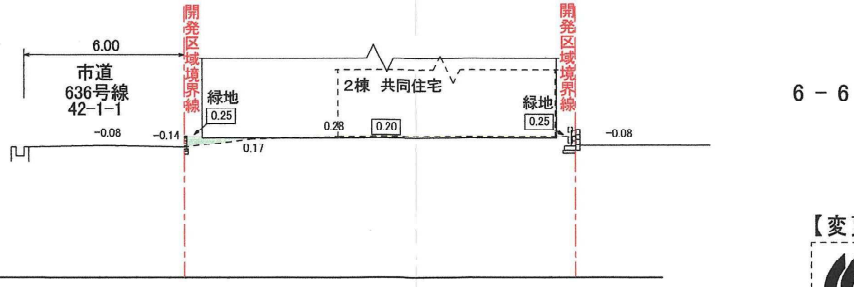 開発区域境界線
開発区域境界線
6.00
市道
636号線
42-1-1
緑地
0.25
2棟 共同住宅
緑地
0.25
6-6
-0.08
-0.14
0.17
0.28
0.20
-0.08
【変